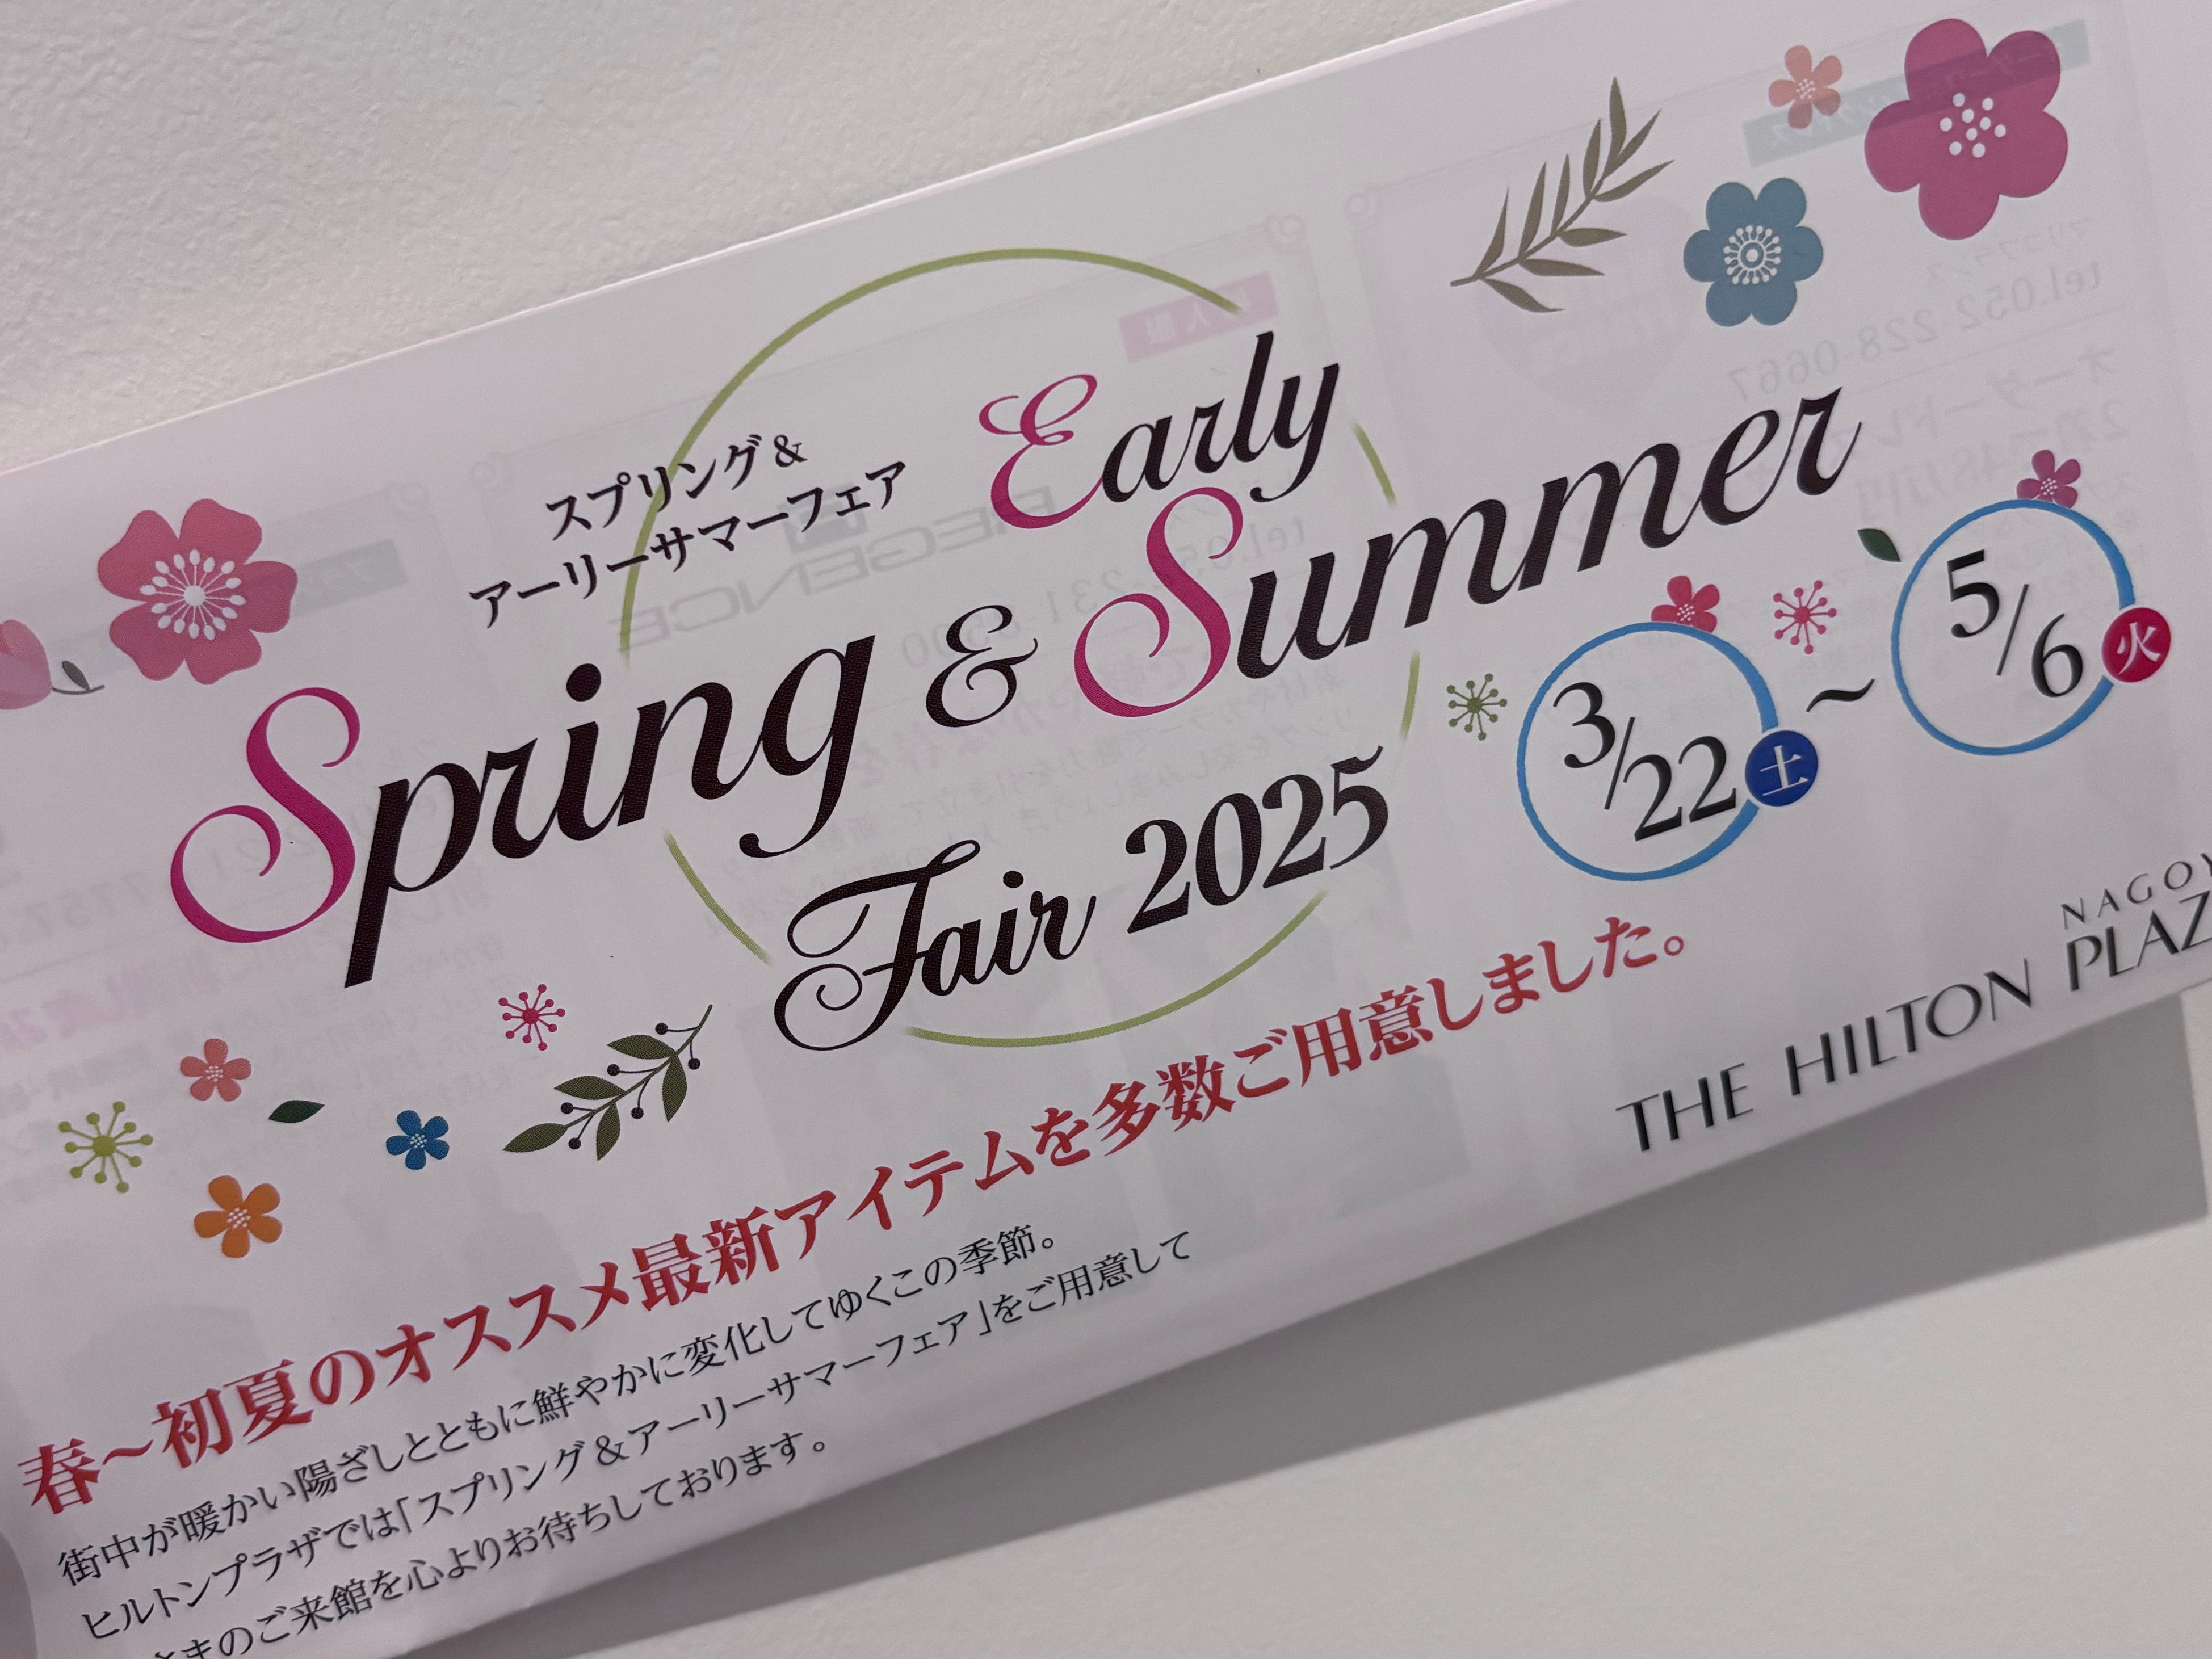 スプリング&
アーリーサマーフェア
Early
Spring & Summer
Fair 2025
3/22 土 ~ 5/6 火
春~初夏のオススメ最新アイテムを多数ご用意しました。
街中が暖かい陽ざしとともに鮮やかに変化してゆくこの季節。
ヒルトンプラザでは「スプリング&アーリーサマーフェア」をご用意して
さまのご来館を心よりお待ちしております。
NAGOY
THE HILTON PLAZ